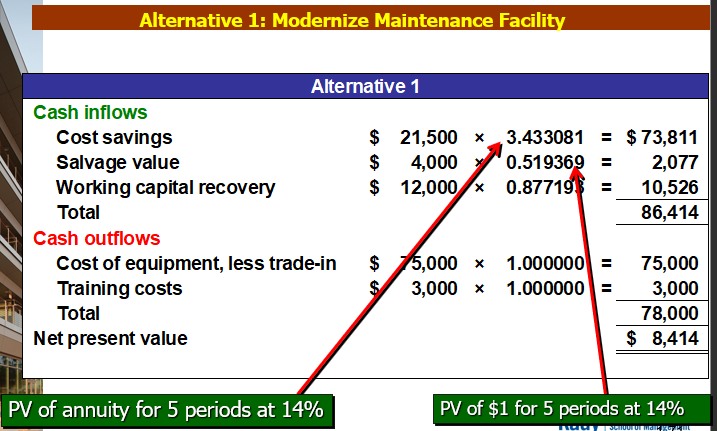 Alternative 1: Modernize Maintenance Facility
Alternative 1
Cash inflows
Cost savings $ 21,500 × 3.433081 = $ 73,811
Salvage value $ 4,000 × 0.519369 = 2,077
Working capital recovery $ 12,000 × 0.877193 = 10,526
Total 86,414
Cash outflows
Cost of equipment, less trade-in $ 75,000 × 1.000000 = 75,000
Training costs $ 3,000 × 1.000000 = 3,000
Total 78,000
Net present value $ 8,414
PV of annuity for 5 periods at 14%
PV of $1 for 5 periods at 14%
School of Management